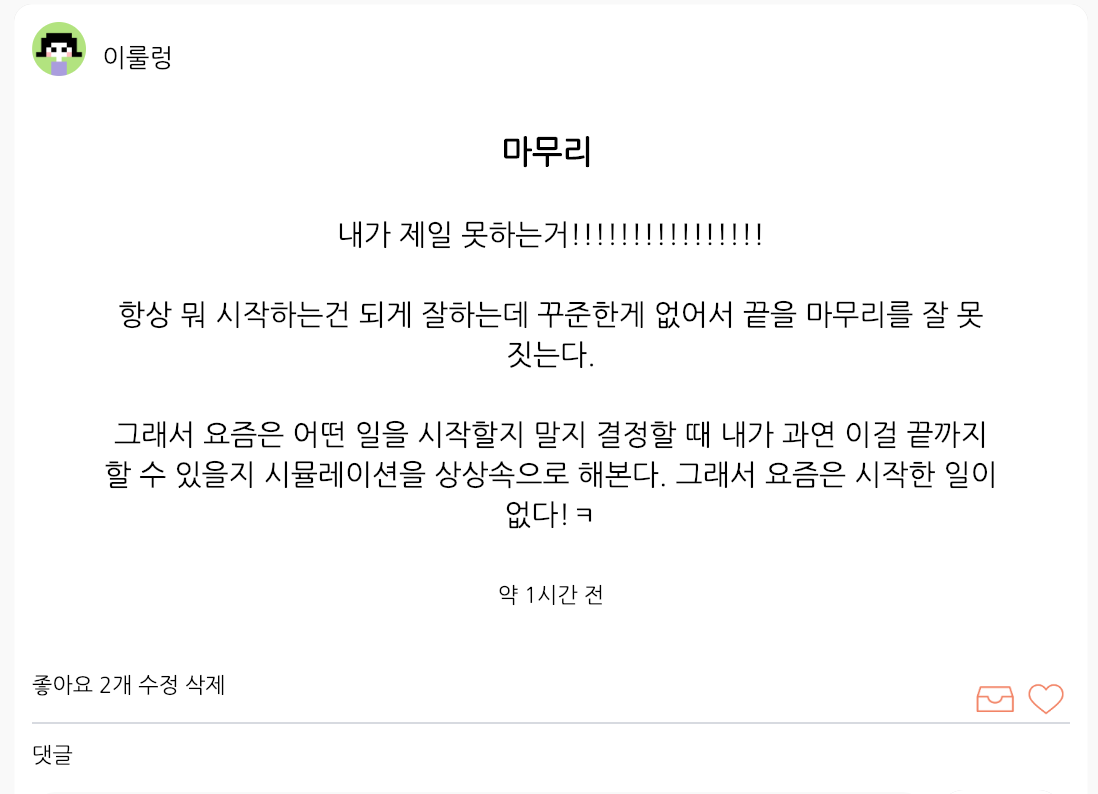 이룰렁
마무리
내가 제일 못하는거!!!!!!!!!!!!!!!!
항상 뭐 시작하는건 되게 잘하는데 꾸준한게 없어서 끝을 마무리를 잘 못
짓는다.
그래서 요즘은 어떤 일을 시작할지 말지 결정할 때 내가 과연 이걸 끝까지
할 수 있을지 시뮬레이션을 상상속으로 해본다. 그래서 요즘은 시작한 일이
없다! ㅋ
약 1시간 전
좋아요 2개 수정 삭제
댓글